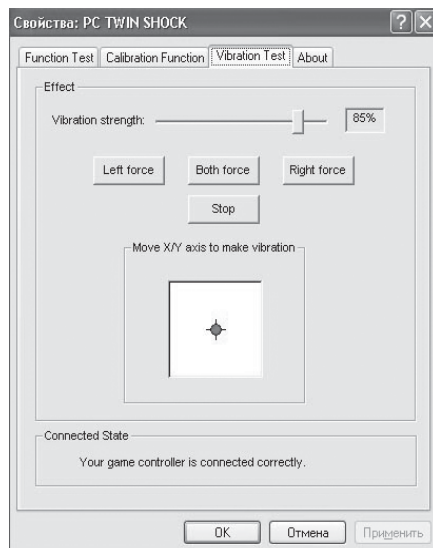 Свойства: PC TWIN SHOCK
Function Test Calibration Function Vibration Test About
Effect
Vibration strength: 85%
Left force Both force Right force
Stop
Move X/Y axis to make vibration
Connected State
Your game controller is connected correctly.
OK Отмена Применить